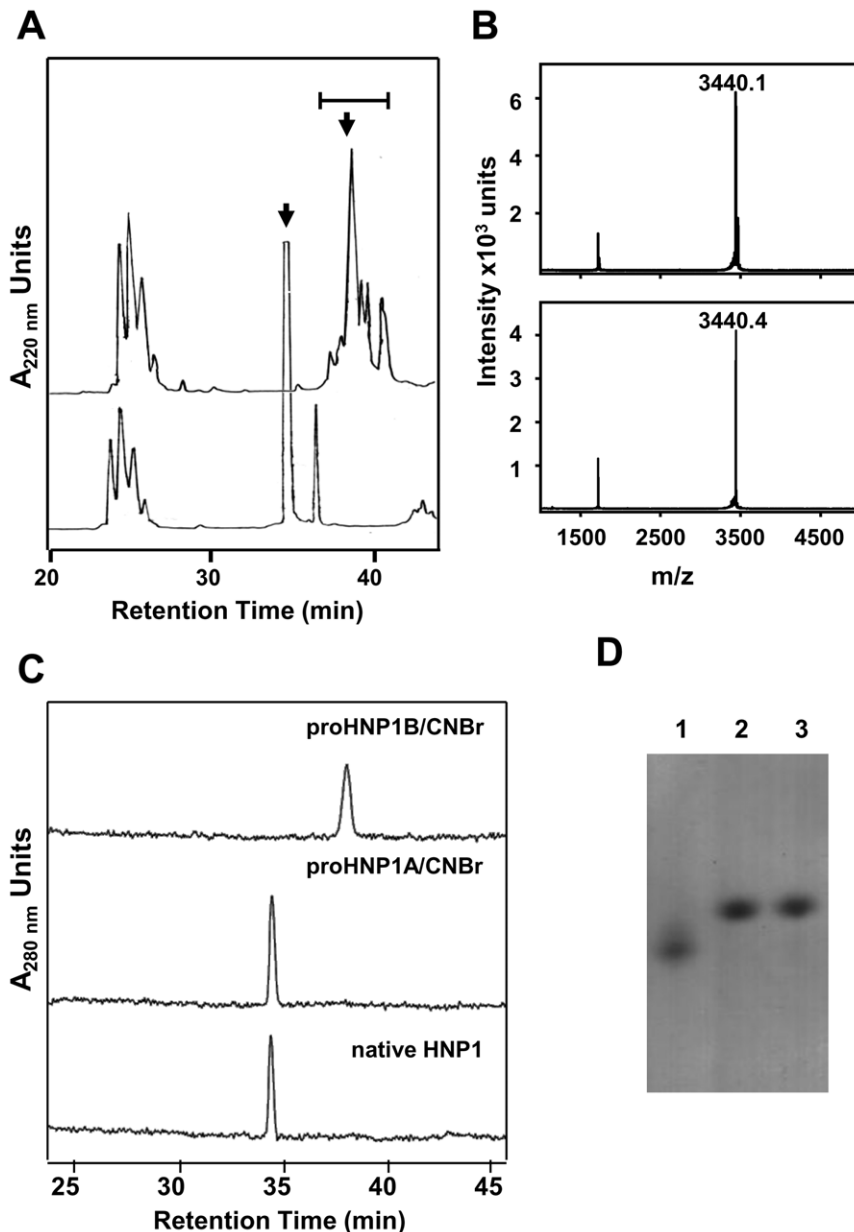 A
A220 nm Units
20 30 40
Retention Time (min)
B
3440.1
6
4
2
3440.4
4
3
2
1
Intensity x10³ units
1500 2500 3500 4500
m/z
C
proHNP1B/CNBr
proHNP1A/CNBr
native HNP1
A280 nm Units
25 30 35 40 45
Retention Time (min)
D
1 2 3